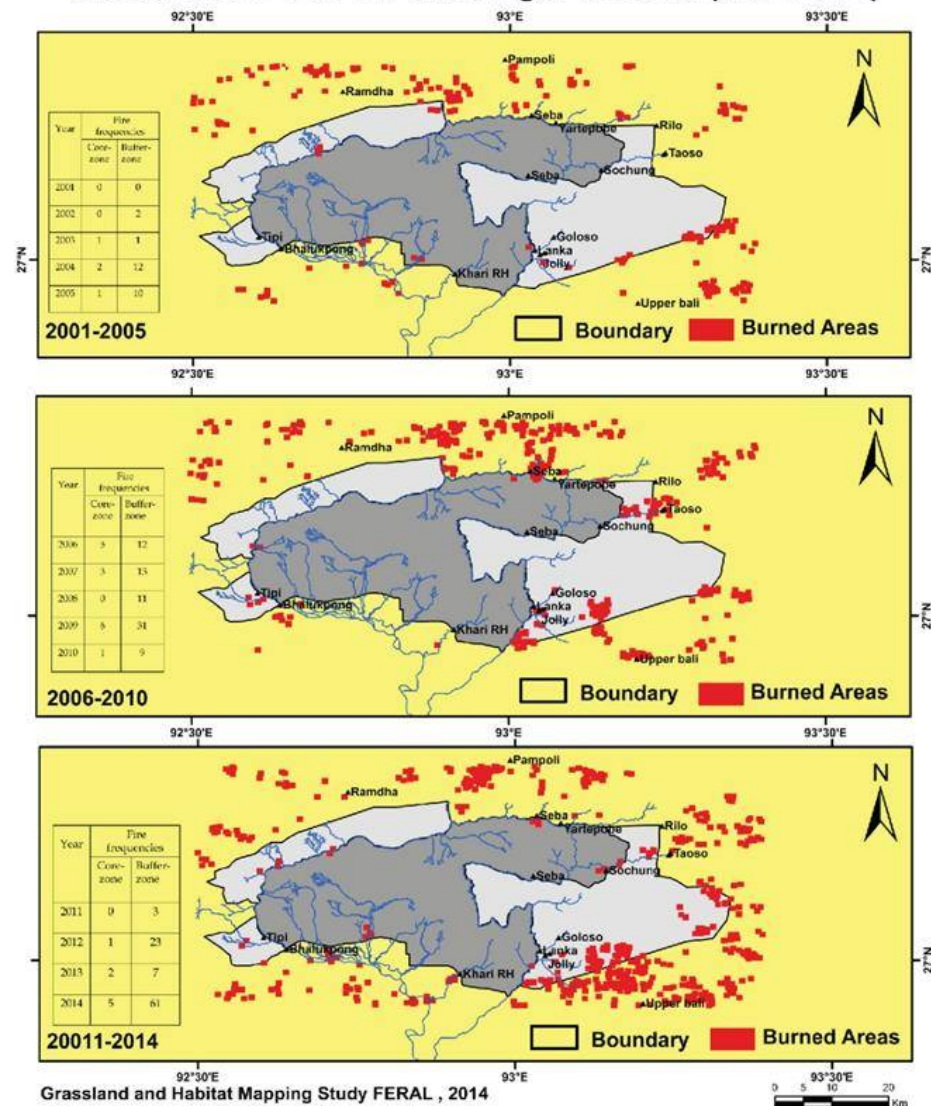 92°30'E 93°E 93°30'E
N
Pampoli
Ramdha
Seba
Yartepobe
Rilo
Taoso
Sochung
Seba
Tipi
Bhalukpong
Goloso
Lanka
Jolly
Khari RH
Upper bali
27°N 27°N
Year Fire frequencies
Core-zone Buffer-zone
2001 0 0
2002 0 2
2003 1 1
2004 2 12
2005 1 10
2001-2005
Boundary Burned Areas
92°30'E 93°E 93°30'E
N
Pampoli
Ramdha
Seba
Yartepobe
Rilo
Taoso
Sochung
Seba
Tipi
Bhalukpong
Goloso
Lanka
Jolly
Khari RH
Upper bali
27°N 27°N
Year Fire frequencies
Core-zone Buffer-zone
2006 12
2007 3
2008 0 11
2009 6 31
2010 1 9
2006-2010
Boundary Burned Areas
92°30'E 93°E 93°30'E
N
Pampoli
Ramdha
Seba
Yartepobe
Rilo
Taoso
Sochung
Seba
Tipi
Bhalukpong
Goloso
Lanka
Jolly
Khari RH
Upper bali
27°N
Year Fire frequencies
Core-zone Buffer-zone
2011 0 3
2012 1 23
2013 2 7
2014 5 61
20011-2014
Boundary Burned Areas
92°30'E 93°E
Grassland and Habitat Mapping Study FERAL , 2014
0 5 10 20
Km